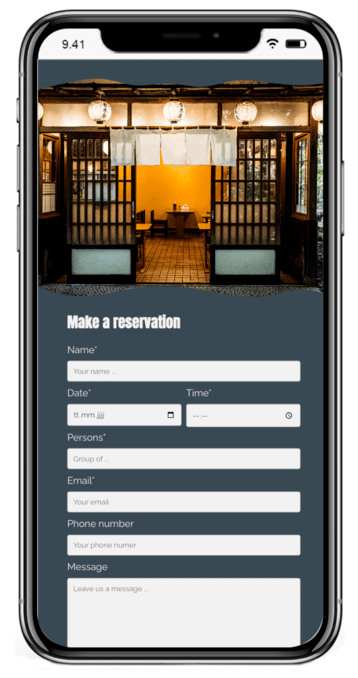 9.41
Make a reservation
Name*
Your name ...
Date* Time*
tt.mm.jjjj --:--
Persons*
Group of ...
Email*
Your email
Phone number
Your phone numer
Message
Leave us a message ...